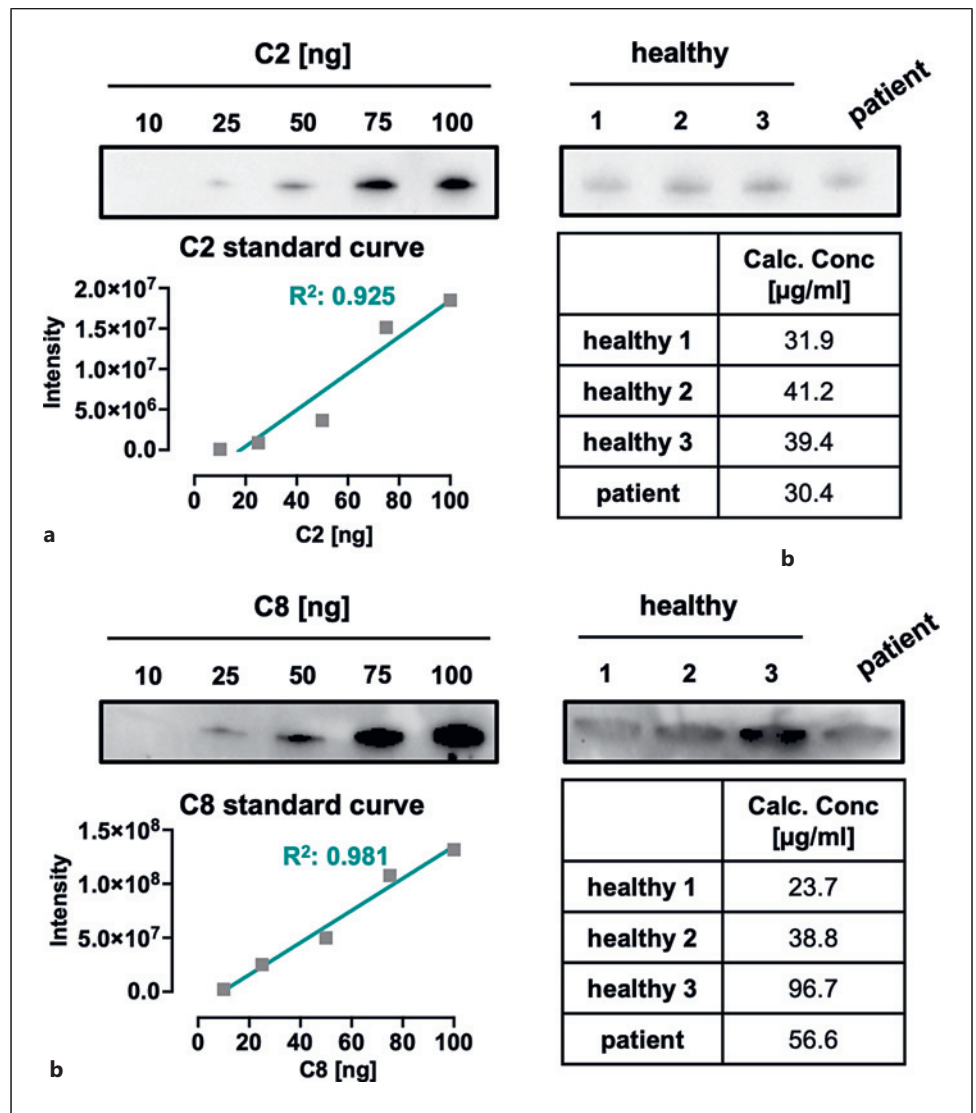 C2 [ng]
10 25 50 75 100
healthy
1 2 3 patient
C2 standard curve
R²: 0.925
Intensity
2.0×10⁷
1.5×10⁷
1.0×10⁷
5.0×10⁶
0.0
0 20 40 60 80 100
C2 [ng]
a
Calc. Conc
[µg/ml]
healthy 1 31.9
healthy 2 41.2
healthy 3 39.4
patient 30.4
b
C8 [ng]
10 25 50 75 100
healthy
1 2 3 patient
C8 standard curve
R²: 0.981
Intensity
1.5×10⁸
1.0×10⁸
5.0×10⁷
0.0
0 20 40 60 80 100
C8 [ng]
b
Calc. Conc
[µg/ml]
healthy 1 23.7
healthy 2 38.8
healthy 3 96.7
patient 56.6